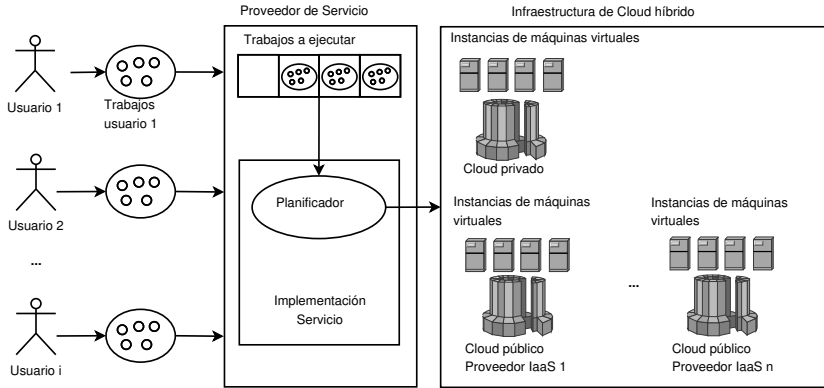 Proveedor de Servicio
Infraestructura de Cloud híbrido
Trabajos a ejecutar
Instancias de máquinas virtuales
Usuario 1
Trabajos
usuario 1
Cloud privado
Planificador
Instancias de máquinas
virtuales
Instancias de máquinas
virtuales
Usuario 2
...
...
Implementación
Servicio
Usuario i
Cloud público
Proveedor IaaS 1
Cloud público
Proveedor IaaS n